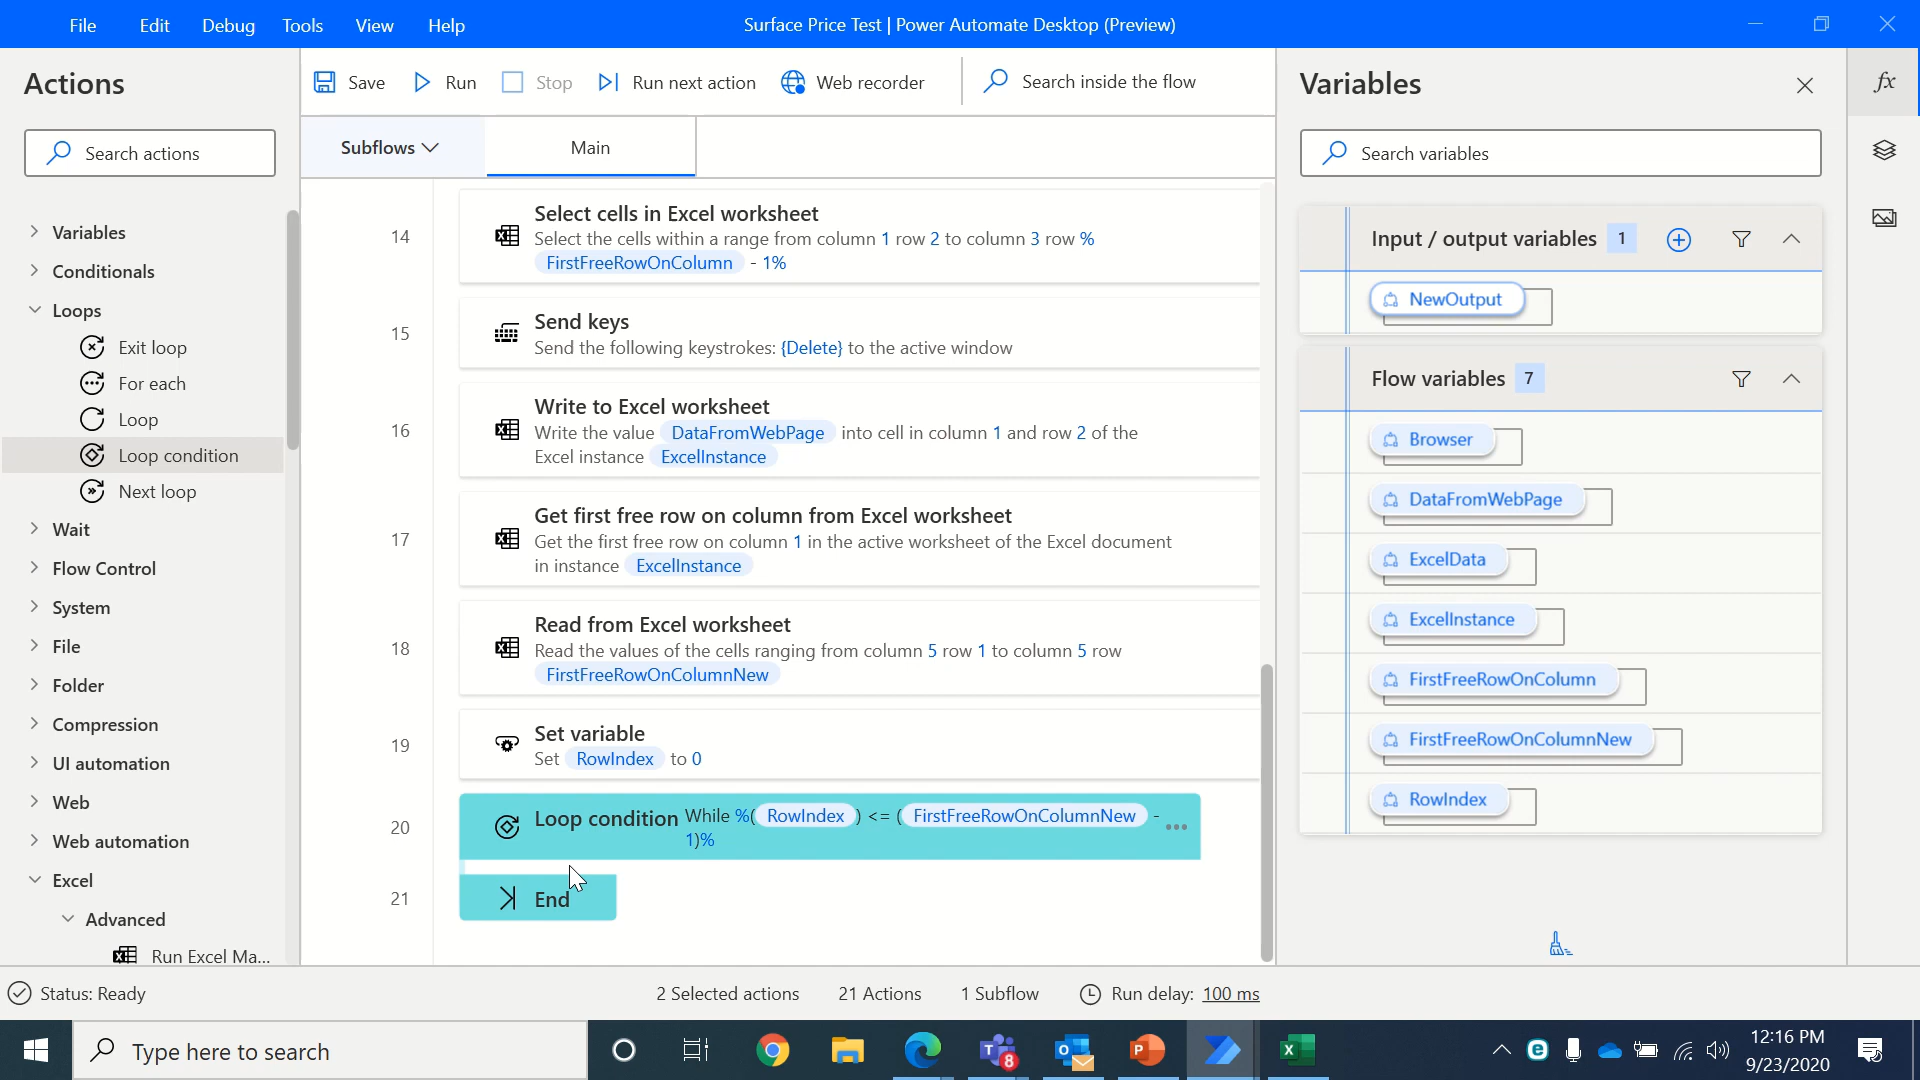 File Edit Debug Tools View Help
Surface Price Test | Power Automate Desktop (Preview)
Actions
Search actions
Variables
Conditionals
Loops
Exit loop
For each
Loop
Loop condition
Next loop
Wait
Flow Control
System
File
Folder
Compression
UI automation
Web
Web automation
Excel
Advanced
Run Excel Ma...
Save Run Stop Run next action Web recorder Search inside the flow
Subflows Main
14
Select cells in Excel worksheet
Select the cells within a range from column 1 row 2 to column 3 row %
FirstFreeRowOnColumn - 1%
15
Send keys
Send the following keystrokes: {Delete} to the active window
16
Write to Excel worksheet
Write the value DataFromWebPage into cell in column 1 and row 2 of the
Excel instance ExcelInstance
17
Get first free row on column from Excel worksheet
Get the first free row on column 1 in the active worksheet of the Excel document
in instance ExcelInstance
18
Read from Excel worksheet
Read the values of the cells ranging from column 5 row 1 to column 5 row
FirstFreeRowOnColumnNew
19
Set variable
Set RowIndex to 0
20
Loop condition While %( RowIndex ) <= ( FirstFreeRowOnColumnNew -
1)%
21
End
Variables
fx
Search variables
Input / output variables 1
NewOutput
Flow variables 7
Browser
DataFromWebPage
ExcelData
ExcelInstance
FirstFreeRowOnColumn
FirstFreeRowOnColumnNew
RowIndex
Status: Ready
2 Selected actions 21 Actions 1 Subflow Run delay: 100 ms
Type here to search
8
12:16 PM
9/23/2020